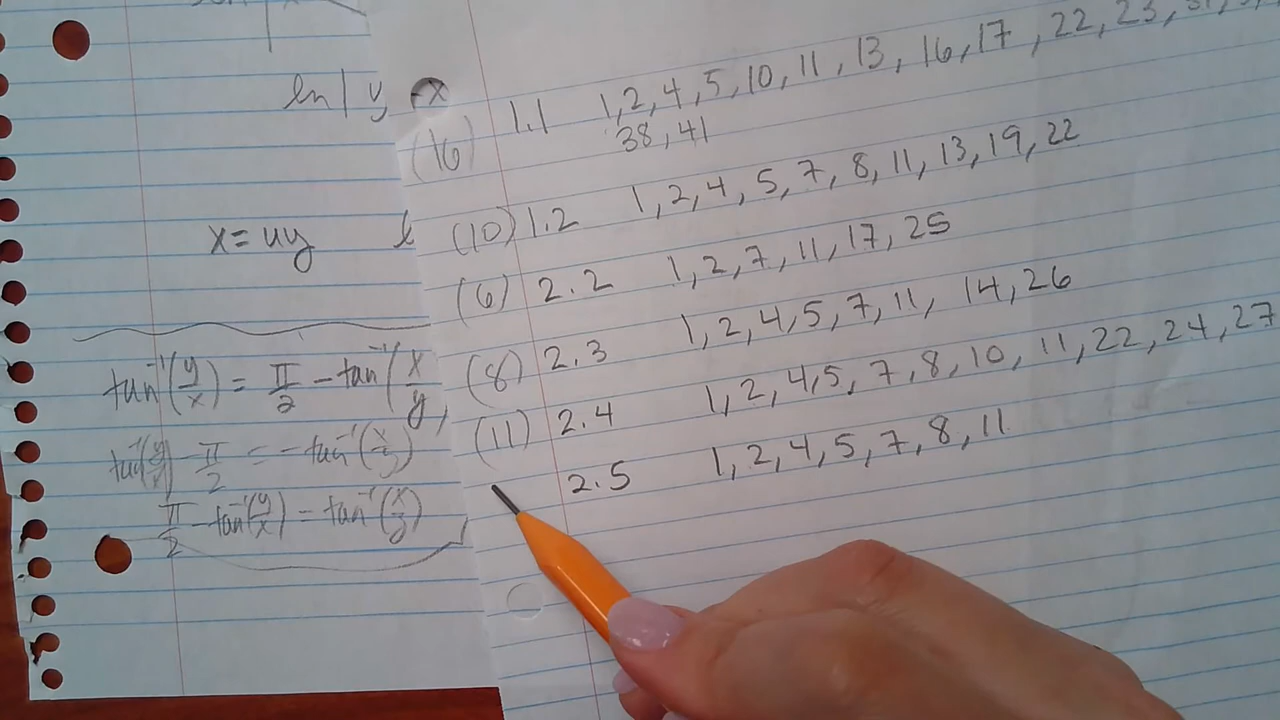 ln|y - x
x = uy
tan⁻¹(y/x) = π/2 - tan⁻¹(x/y)
tan⁻¹(y/x) - π/2 = -tan⁻¹(x/y)
π/2 - tan⁻¹(y/x) = tan⁻¹(x/y)
(16) 1.1 1, 2, 4, 5, 10, 11, 13, 16, 17, 22, 23,
38, 41
(10) 1.2 1, 2, 4, 5, 7, 8, 11, 13, 19, 22
(6) 2.2 1, 2, 7, 11, 17, 25
(8) 2.3 1, 2, 4, 5, 7, 11, 14, 26
(11) 2.4 1, 2, 4, 5, 7, 8, 10, 11, 22, 24, 27
2.5 1, 2, 4, 5, 7, 8, 11